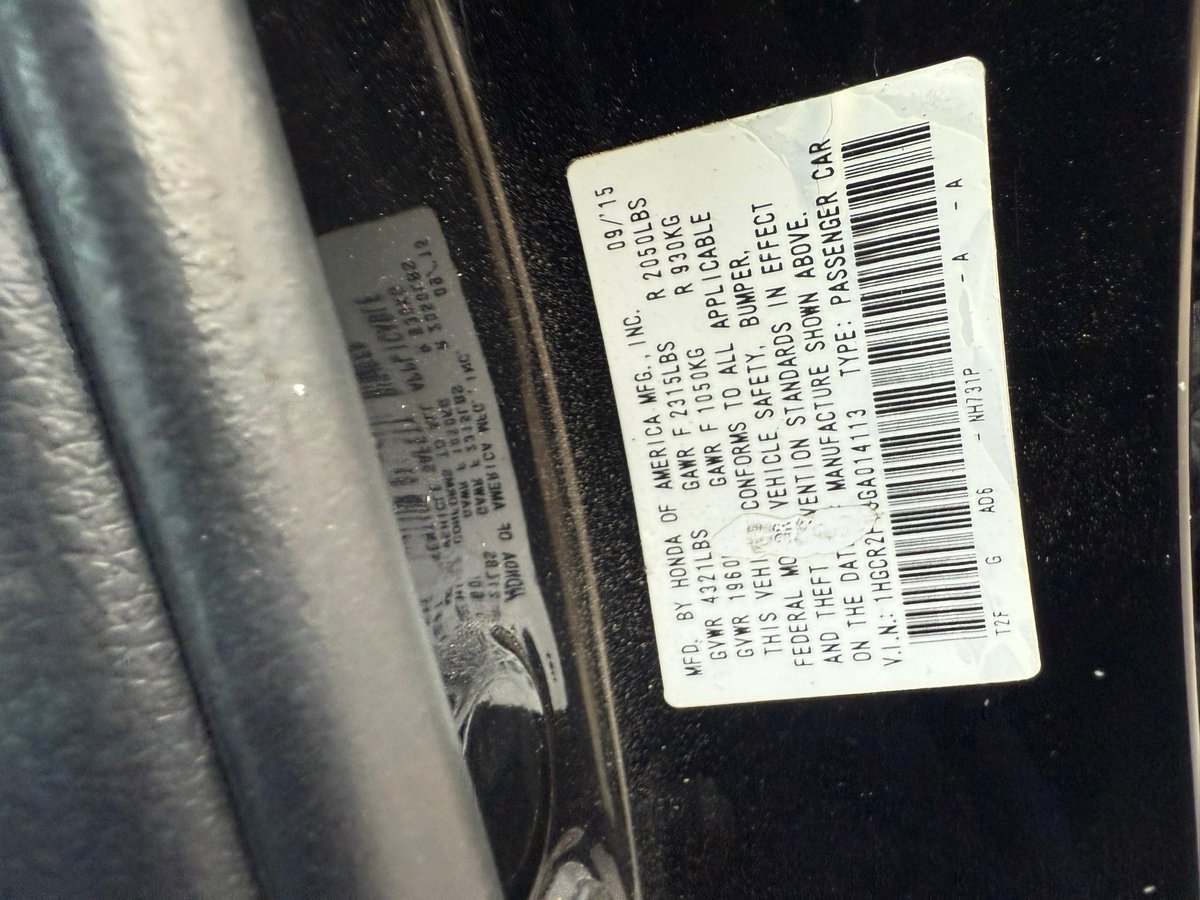 MFD. BY HONDA OF AMERICA MFG., INC. 09/'15
GVWR 4321LBS GAWR F 2315LBS R 2050LBS
GVWR 1960 GAWR F 1050KG R 930KG
THIS VEHI CONFORMS TO ALL APPLICABLE
FEDERAL MO VEHICLE SAFETY, BUMPER,
AND THEFT VENTION STANDARDS IN EFFECT
ON THE DAT MANUFACTURE SHOWN ABOVE.
V.I.N.: 1HGCR2F GA014113 TYPE: PASSENGER CAR
T2F G AD6 - NH731P - A - A